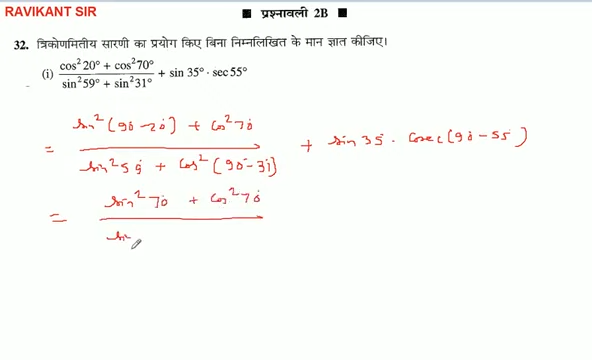 RAVIKANT SIR
■ प्रश्नावली 2B ■
32. त्रिकोणमितीय सारणी का प्रयोग किए बिना निम्नलिखित के मान ज्ञात कीजिए।
(i) (cos²20° + cos²70°)/(sin²59° + sin²31°) + sin 35° · sec 55°
= (sin²(90° - 20°) + cos²70°)/(sin²59° + cos²(90° - 31°)) + sin 35° · cosec(90° - 55°)
= sin²70° + cos²70°
sin²